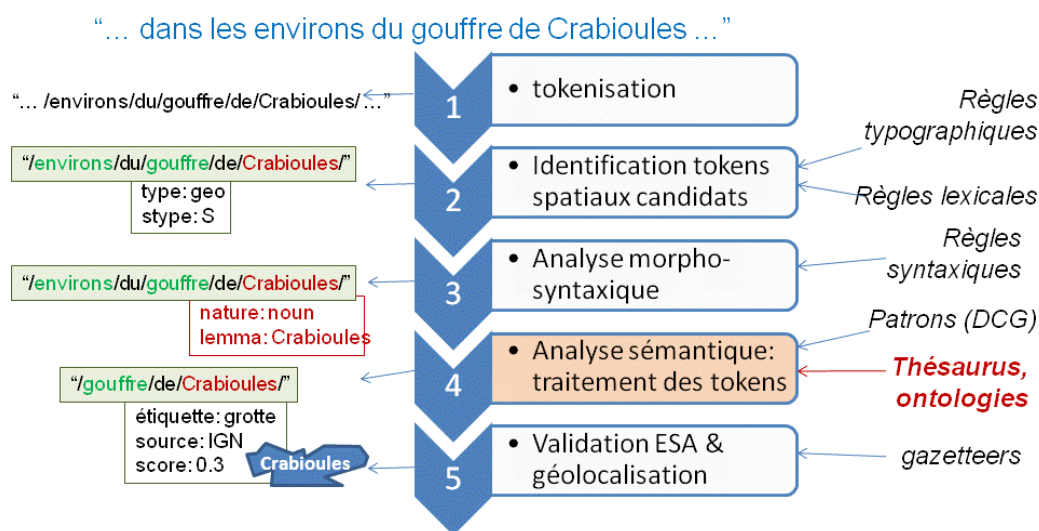 “... dans les environs du gouffre de Crabioules ...”
1
• tokenisation
“... /environs/du/gouffre/de/Crabioules/ ...”
Règles
typographiques
“/environs/du/gouffre/de/Crabioules/”
type: geo
stype: S
2
• Identification tokens
spatiaux candidats
Règles lexicales
3
• Analyse morpho-
syntaxique
Règles
syntaxiques
“/environs/du/gouffre/de/Crabioules/”
nature: noun
lemma: Crabioules
4
• Analyse sémantique:
traitement des tokens
Patrons (DCG)
Thésaurus,
ontologies
“/gouffre/de/Crabioules/”
étiquette: grotte
source: IGN
score: 0.3
Crabioules
5
• Validation ESA &
géolocalisation
gazetteers